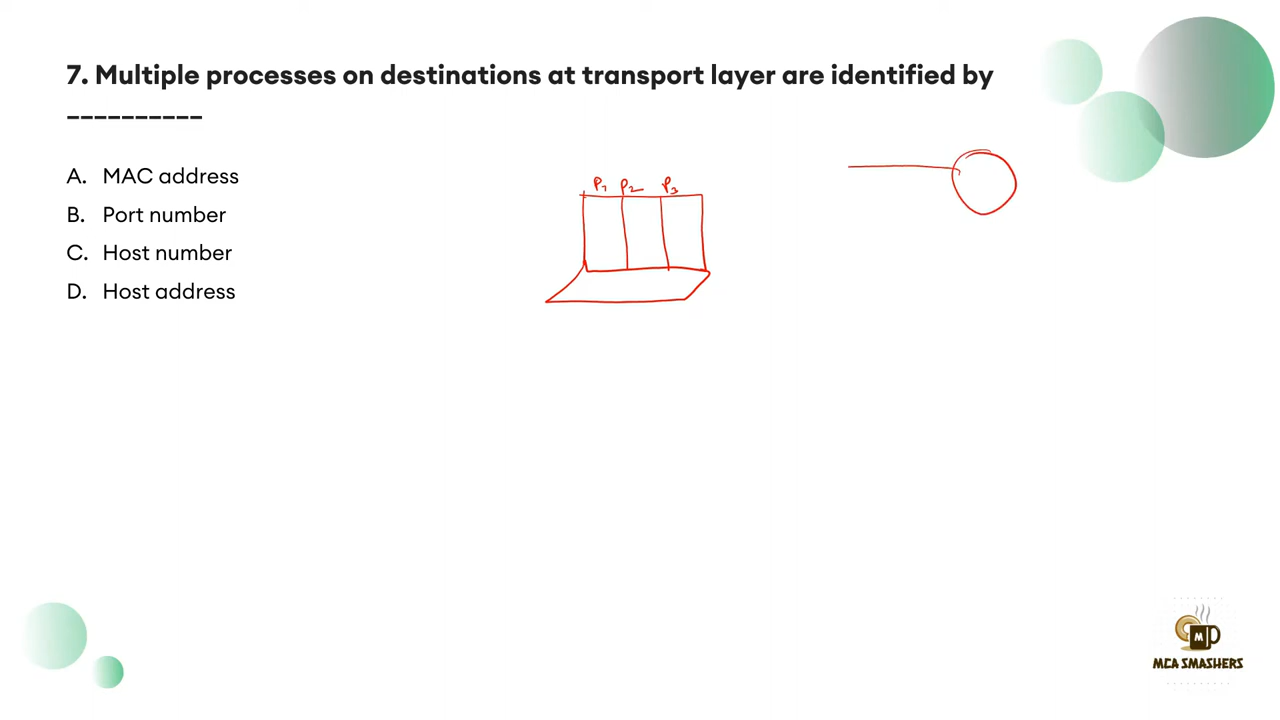 7. Multiple processes on destinations at transport layer are identified by
__________
A. MAC address
B. Port number
C. Host number
D. Host address
P1 P2 P3
M
MCA SMASHERS